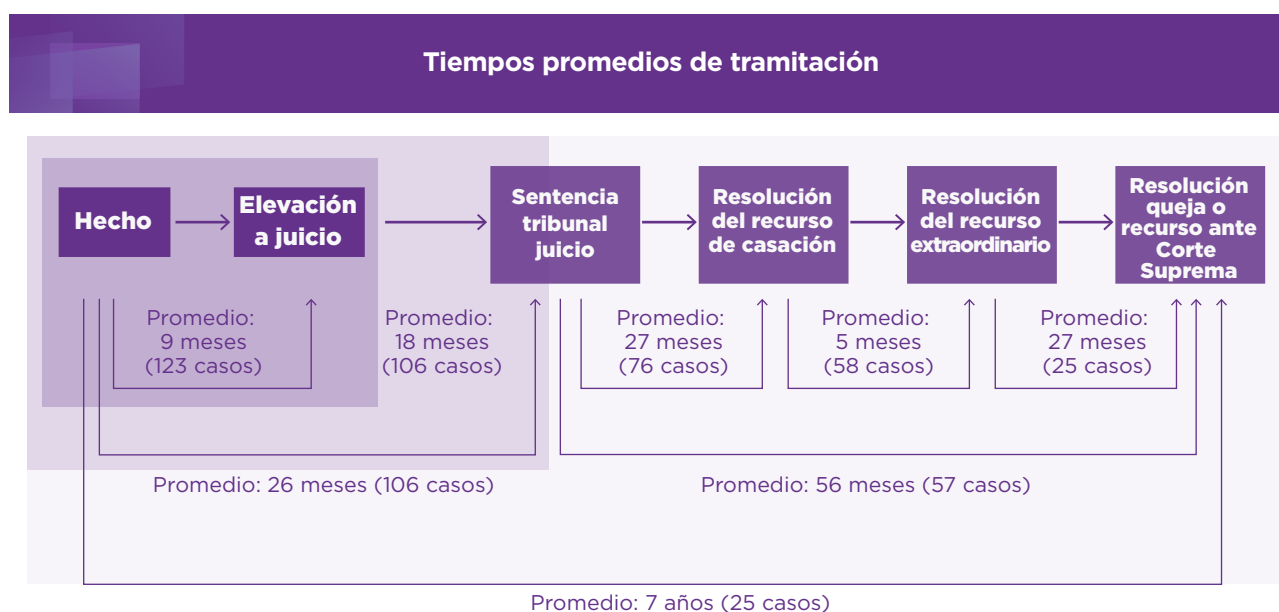 Tiempos promedios de tramitación
Hecho
Elevación
a juicio
Sentencia
tribunal
juicio
Resolución
del recurso
de casación
Resolución
del recurso
extraordinario
Resolución
queja o
recurso ante
Corte
Suprema
Promedio:
9 meses
(123 casos)
Promedio:
18 meses
(106 casos)
Promedio:
27 meses
(76 casos)
Promedio:
5 meses
(58 casos)
Promedio:
27 meses
(25 casos)
Promedio: 26 meses (106 casos)
Promedio: 56 meses (57 casos)
Promedio: 7 años (25 casos)